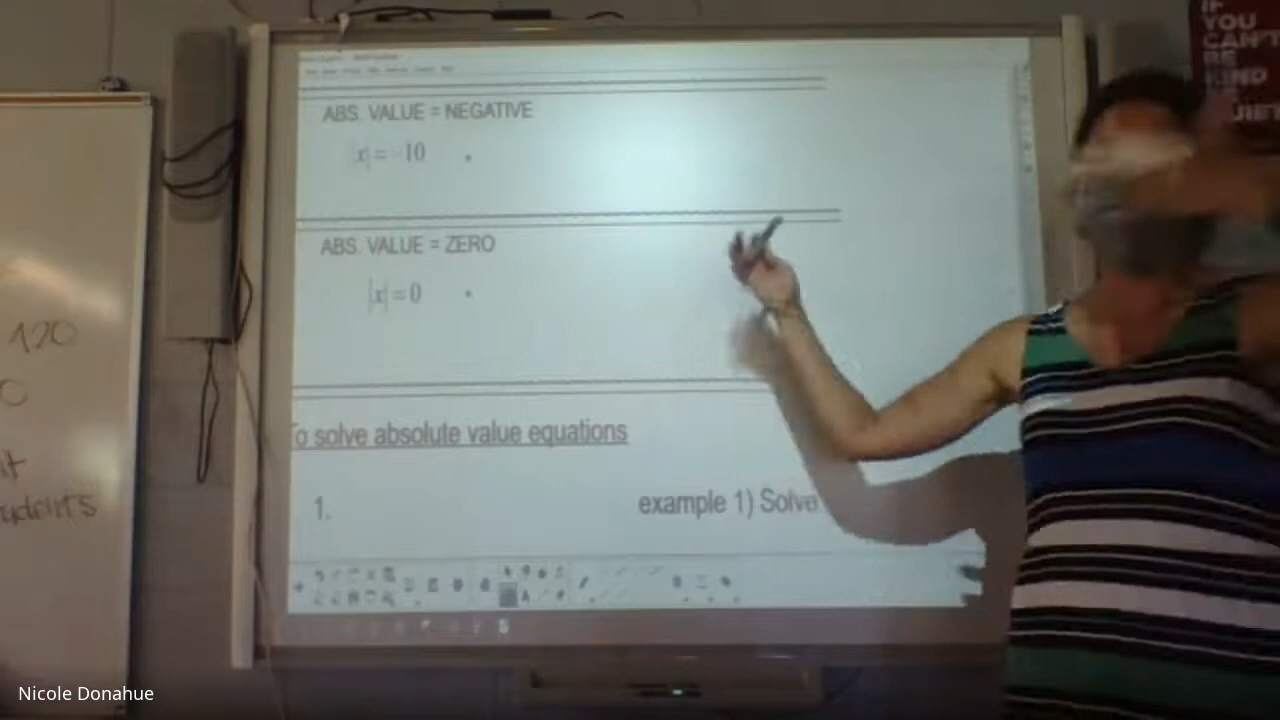 ABS. VALUE = NEGATIVE
|x| = -10
ABS. VALUE = ZERO
|x| = 0
To solve absolute value equations
1.
example 1) Solve
120
IF
YOU
CAN'T
BE
KIND
QUIET
Nicole Donahue